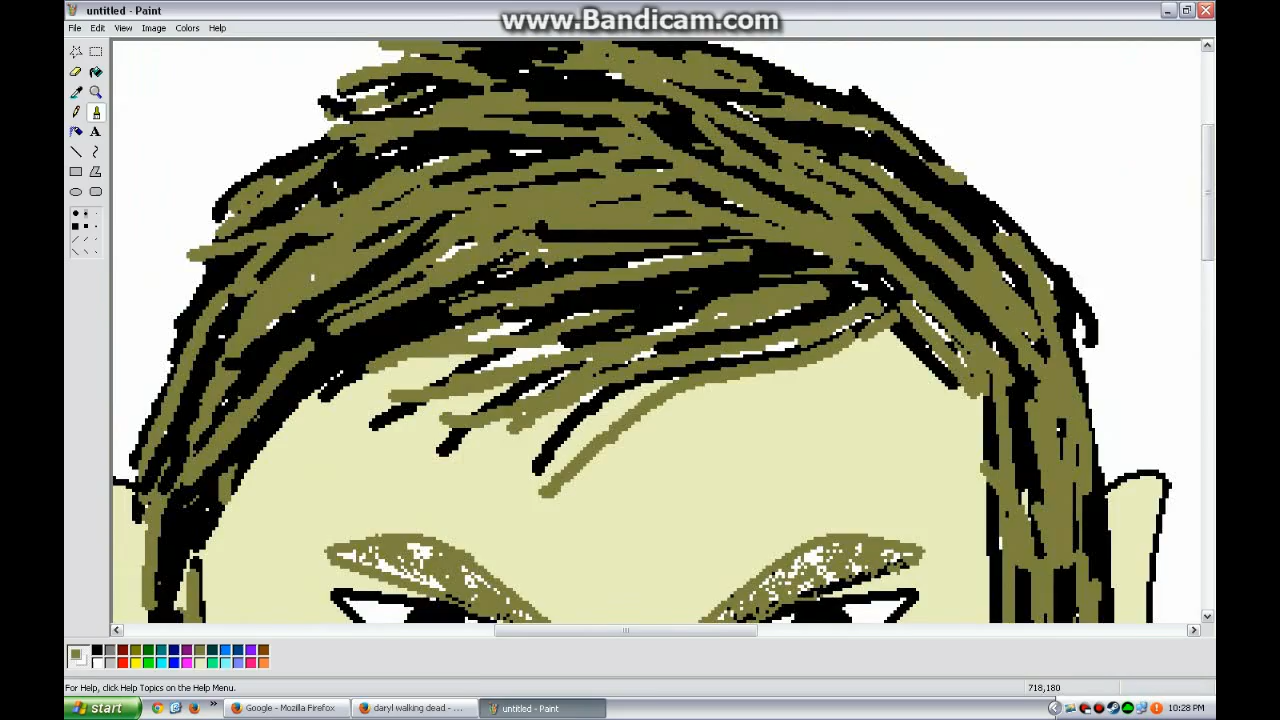 untitled - Paint
www.Bandicam.com
File Edit View Image Colors Help
For Help, click Help Topics on the Help Menu.
718,180
start
Google - Mozilla Firefox
daryl walking dead - ...
untitled - Paint
10:28 PM